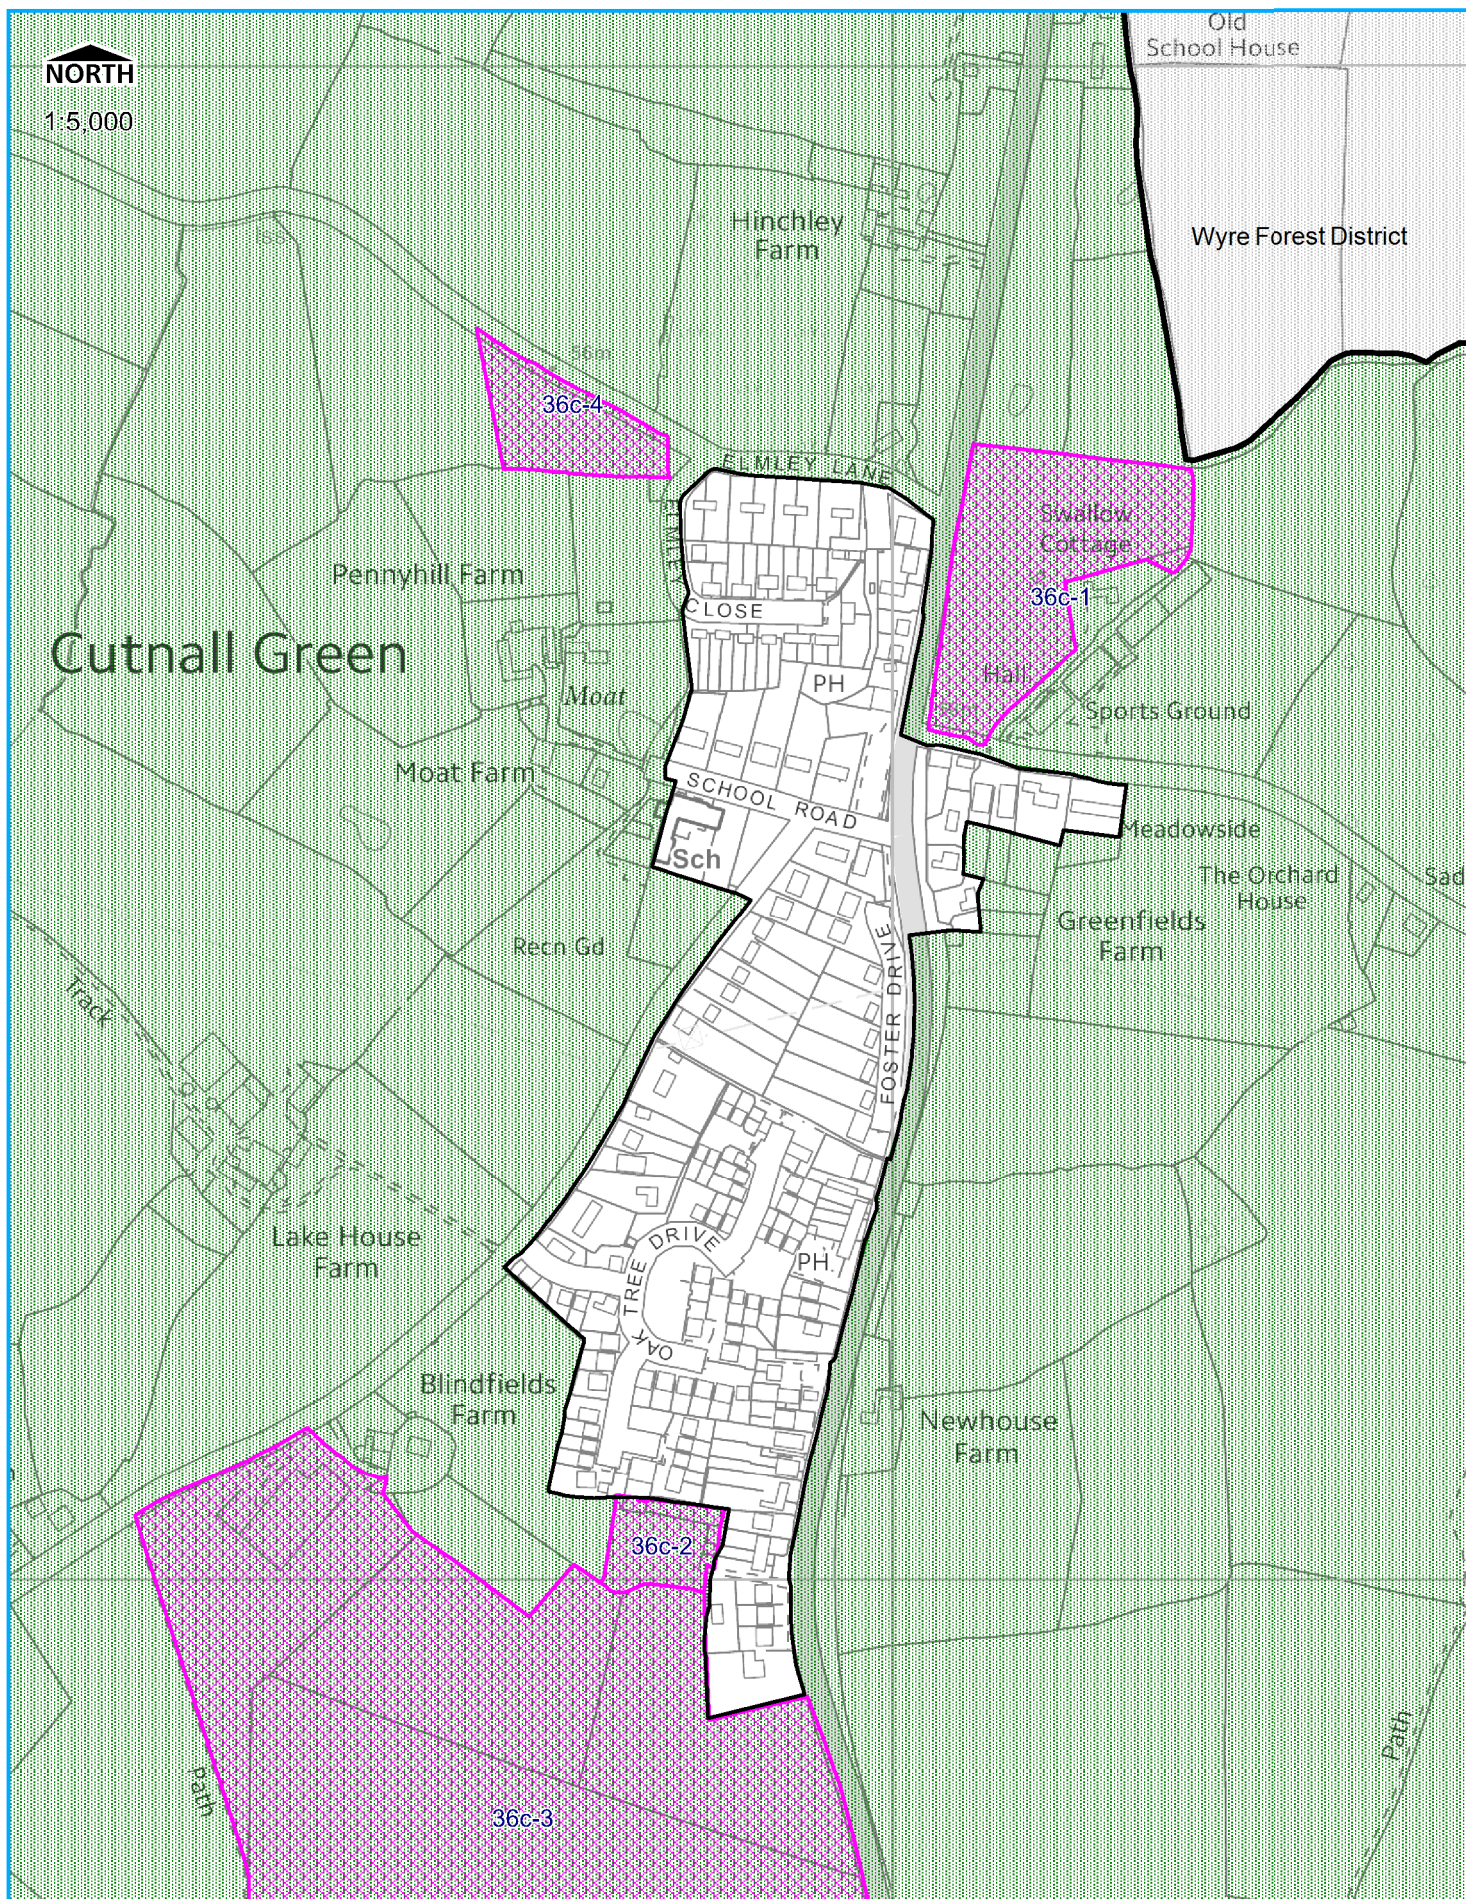 Old
School House
NORTH
1:5,000
Hinchley
Farm
Wyre Forest District
56m
36c-4
ELMLEY LANE
Swallow
Cottage
ELMLEY
Pennyhill Farm
36c-1
CLOSE
Cutnall Green
Hall
PH
Moat
Sports Ground
Moat Farm
SCHOOL ROAD
Meadowside
Sch
The Orchard
House
Sad
Greenfields
Farm
Recn Gd
FOSTER DRIVE
Track
Lake House
Farm
OAK TREE DRIVE
PH
Blindfields
Farm
Newhouse
Farm
36c-2
Path
Path
36c-3